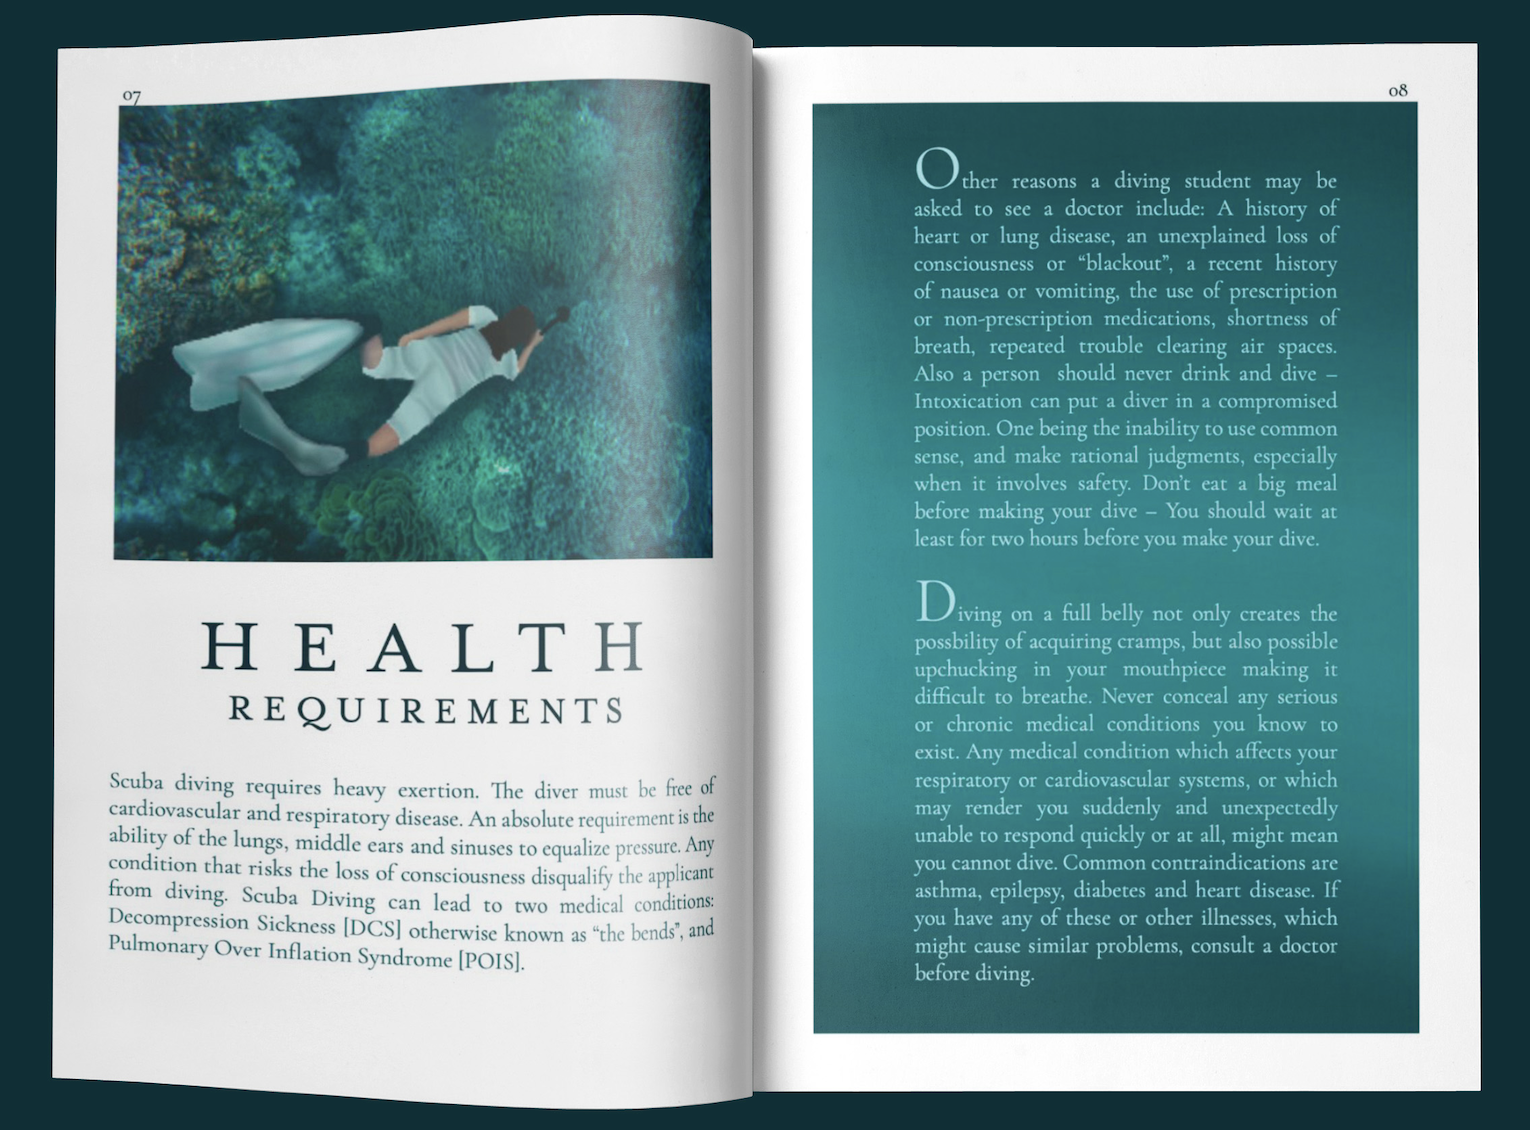 07
HEALTH
REQUIREMENTS
Scuba diving requires heavy exertion. The diver must be free of
cardiovascular and respiratory disease. An absolute requirement is the
ability of the lungs, middle ears and sinuses to equalize pressure. Any
condition that risks the loss of consciousness disqualify the applicant
from diving. Scuba Diving can lead to two medical conditions:
Decompression Sickness [DCS] otherwise known as “the bends”, and
Pulmonary Over Inflation Syndrome [POIS].
08
Other reasons a diving student may be
asked to see a doctor include: A history of
heart or lung disease, an unexplained loss of
consciousness or “blackout”, a recent history
of nausea or vomiting, the use of prescription
or non-prescription medications, shortness of
breath, repeated trouble clearing air spaces.
Also a person should never drink and dive –
Intoxication can put a diver in a compromised
position. One being the inability to use common
sense, and make rational judgments, especially
when it involves safety. Don’t eat a big meal
before making your dive – You should wait at
least for two hours before you make your dive.
Diving on a full belly not only creates the
possbility of acquiring cramps, but also possible
upchucking in your mouthpiece making it
difficult to breathe. Never conceal any serious
or chronic medical conditions you know to
exist. Any medical condition which affects your
respiratory or cardiovascular systems, or which
may render you suddenly and unexpectedly
unable to respond quickly or at all, might mean
you cannot dive. Common contraindications are
asthma, epilepsy, diabetes and heart disease. If
you have any of these or other illnesses, which
might cause similar problems, consult a doctor
before diving.